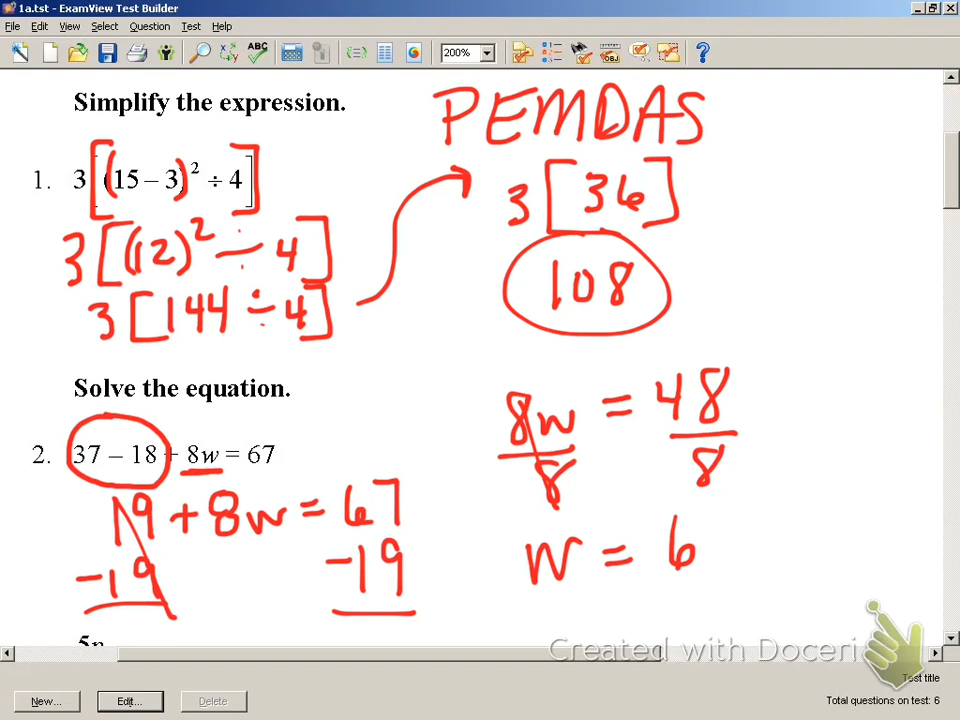 1a.tst - ExamView Test Builder
File Edit View Select Question Test Help
ABC 200% OBJ ?
Simplify the expression.
PEMDAS
1. 3[(15 – 3)² ÷ 4]
3[(12)² ÷ 4]
3[144 ÷ 4]
3[36]
108
Solve the equation.
2. 37 – 18 + 8w = 67
19 + 8w = 67
-19 -19
8w = 48
8 8
w = 6
5n
Created with Doceri
Test title
New... Edit... Delete
Total questions on test: 6